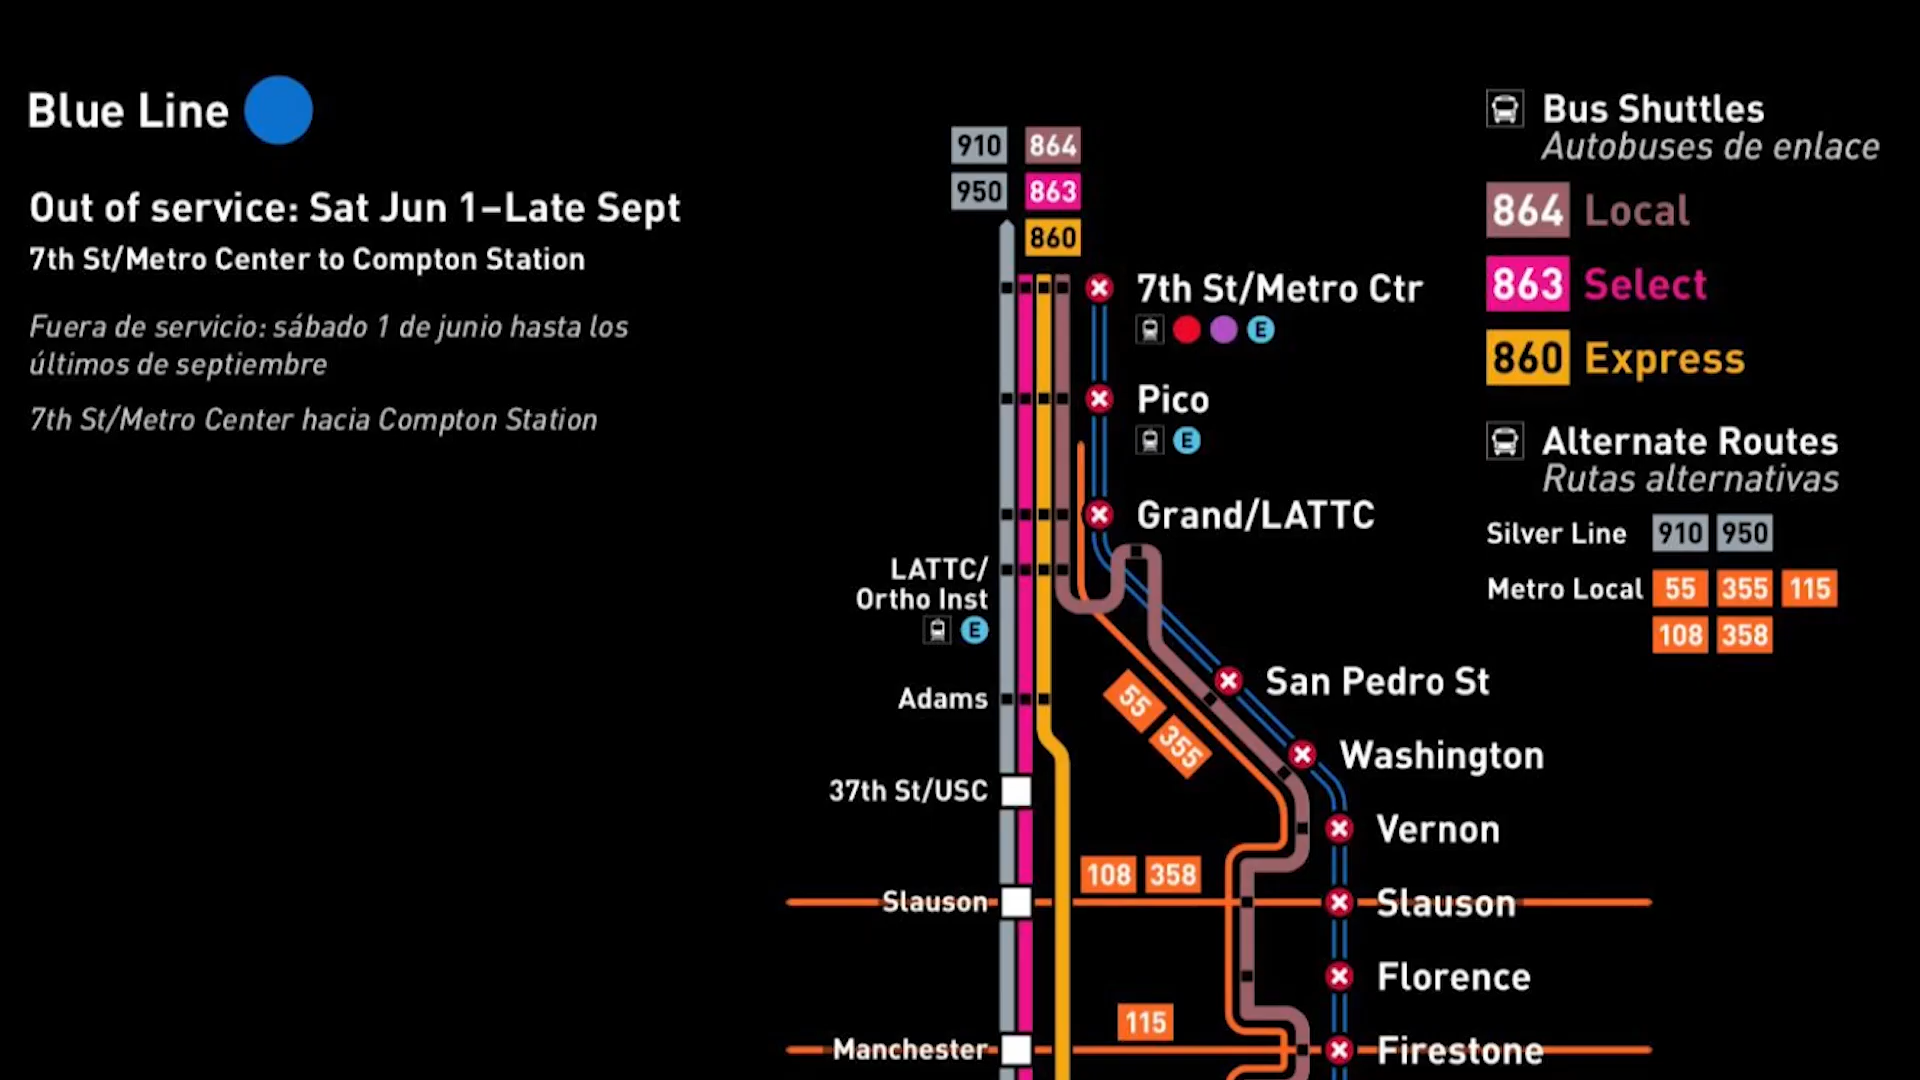 Blue Line
Out of service: Sat Jun 1–Late Sept
7th St/Metro Center to Compton Station
Fuera de servicio: sábado 1 de junio hasta los
últimos de septiembre
7th St/Metro Center hacia Compton Station
910 864
950 863
860
7th St/Metro Ctr
E
Pico
E
Grand/LATTC
LATTC/
Ortho Inst
E
San Pedro St
Adams
55
355
Washington
37th St/USC
Vernon
108 358
Slauson
Slauson
Florence
115
Manchester
Firestone
Bus Shuttles
Autobuses de enlace
864 Local
863 Select
860 Express
Alternate Routes
Rutas alternativas
Silver Line 910 950
Metro Local 55 355 115
108 358